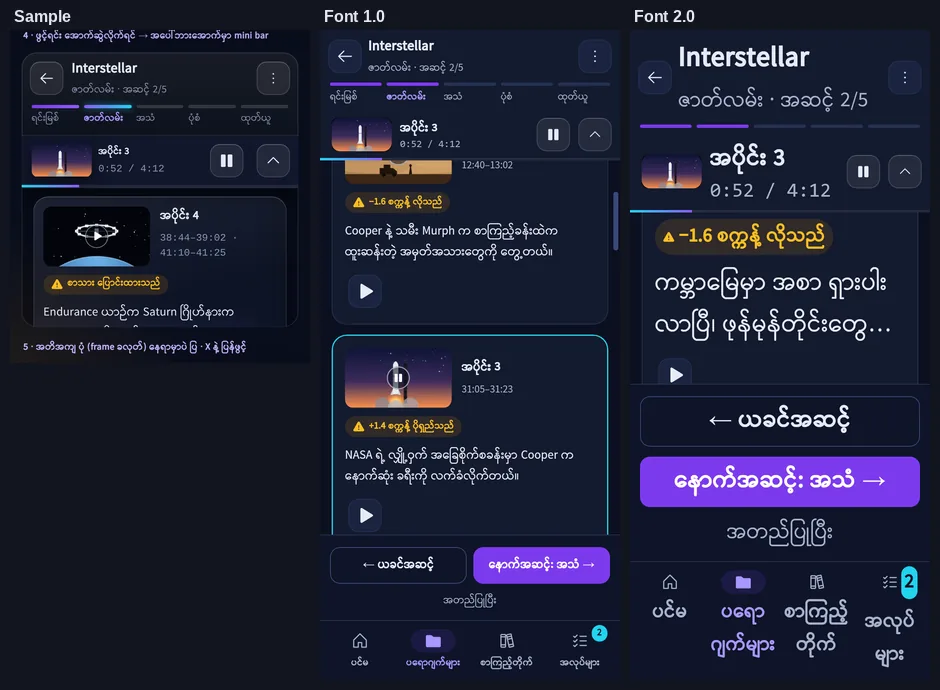 Sample
4 · ဖွင့်ရင်း အောက်ဆွဲလိုက်ရင် → အပေါ်ဘားအောက်မှာ mini bar
Interstellar
ဇာတ်လမ်း · အဆင့် 2/5
ရင်းမြစ်
ဇာတ်လမ်း
အသံ
ပုံစံ
ထုတ်ယူ
အပိုင်း 3
0:52 / 4:12
အပိုင်း 4
38:44–39:02 ·
41:10–41:25
စာသား ပြောင်းထားသည်
Endurance ယာဉ်က Saturn ဂြိုဟ်နားက
5 · အတိအကျ ပုံ (frame ခလုတ်) နေရာမှာပဲ ပြ · X နဲ့ ပြန်ဖွင့်
Font 1.0
Interstellar
ဇာတ်လမ်း · အဆင့် 2/5
ရင်းမြစ်
ဇာတ်လမ်း
အသံ
ပုံစံ
ထုတ်ယူ
အပိုင်း 3
0:52 / 4:12
12:40–13:02
−1.6 စက္ကန့် လိုသည်
Cooper နဲ့ သမီး Murph က စာကြည့်ခန်းထဲက
ထူးဆန်းတဲ့ အမှတ်အသားတွေကို တွေ့တယ်။
အပိုင်း 3
31:05–31:23
+1.4 စက္ကန့် ပိုရှည်သည်
NASA ရဲ့ လျှို့ဝှက် အခြေစိုက်စခန်းမှာ Cooper က
နောက်ဆုံး ခရီးကို လက်ခံလိုက်တယ်။
← ယခင်အဆင့်
နောက်အဆင့်: အသံ →
အတည်ပြုပြီး
ပင်မ
ပရောဂျက်များ
စာကြည့်တိုက်
2
အလုပ်များ
Font 2.0
Interstellar
ဇာတ်လမ်း · အဆင့် 2/5
အပိုင်း 3
0:52 / 4:12
−1.6 စက္ကန့် လိုသည်
ကမ္ဘာမြေမှာ အစာ ရှားပါး
လာပြီ၊ ဖုန်မုန်တိုင်းတွေ…
← ယခင်အဆင့်
နောက်အဆင့်: အသံ →
အတည်ပြုပြီး
ပင်မ
ပရော
ဂျက်များ
စာကြည့်
တိုက်
2
အလုပ်
များ